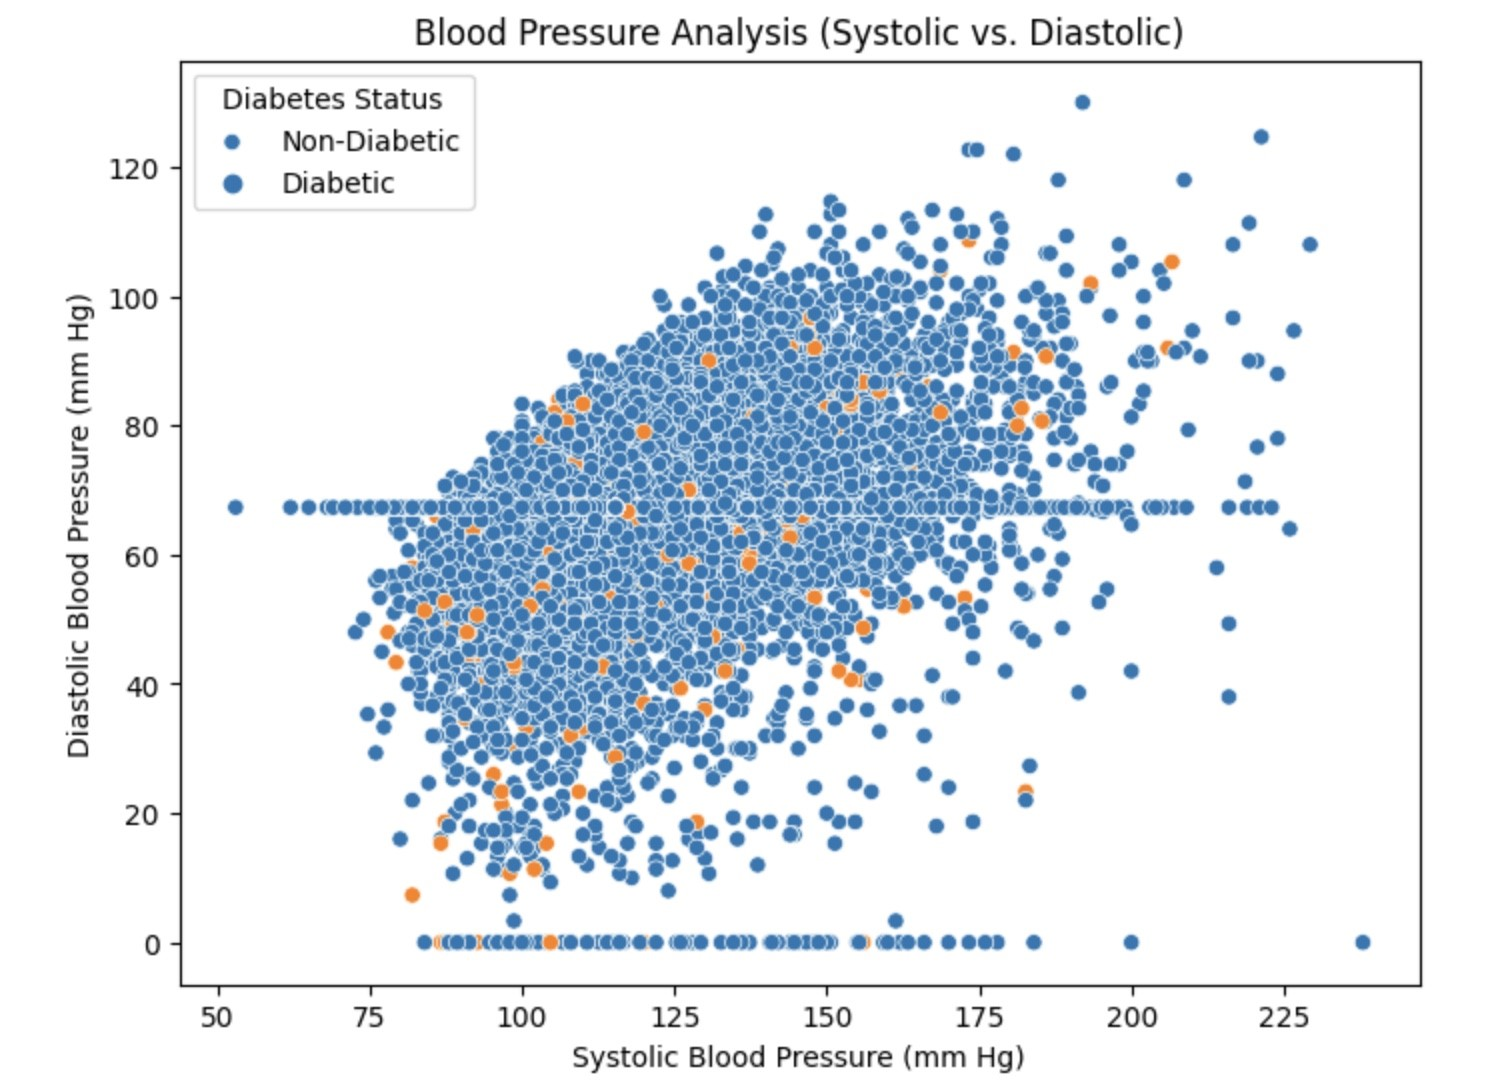 Blood Pressure Analysis (Systolic vs. Diastolic)
Diabetes Status
Non-Diabetic
Diabetic
120
100
80
60
40
20
0
Diastolic Blood Pressure (mm Hg)
50 75 100 125 150 175 200 225
Systolic Blood Pressure (mm Hg)